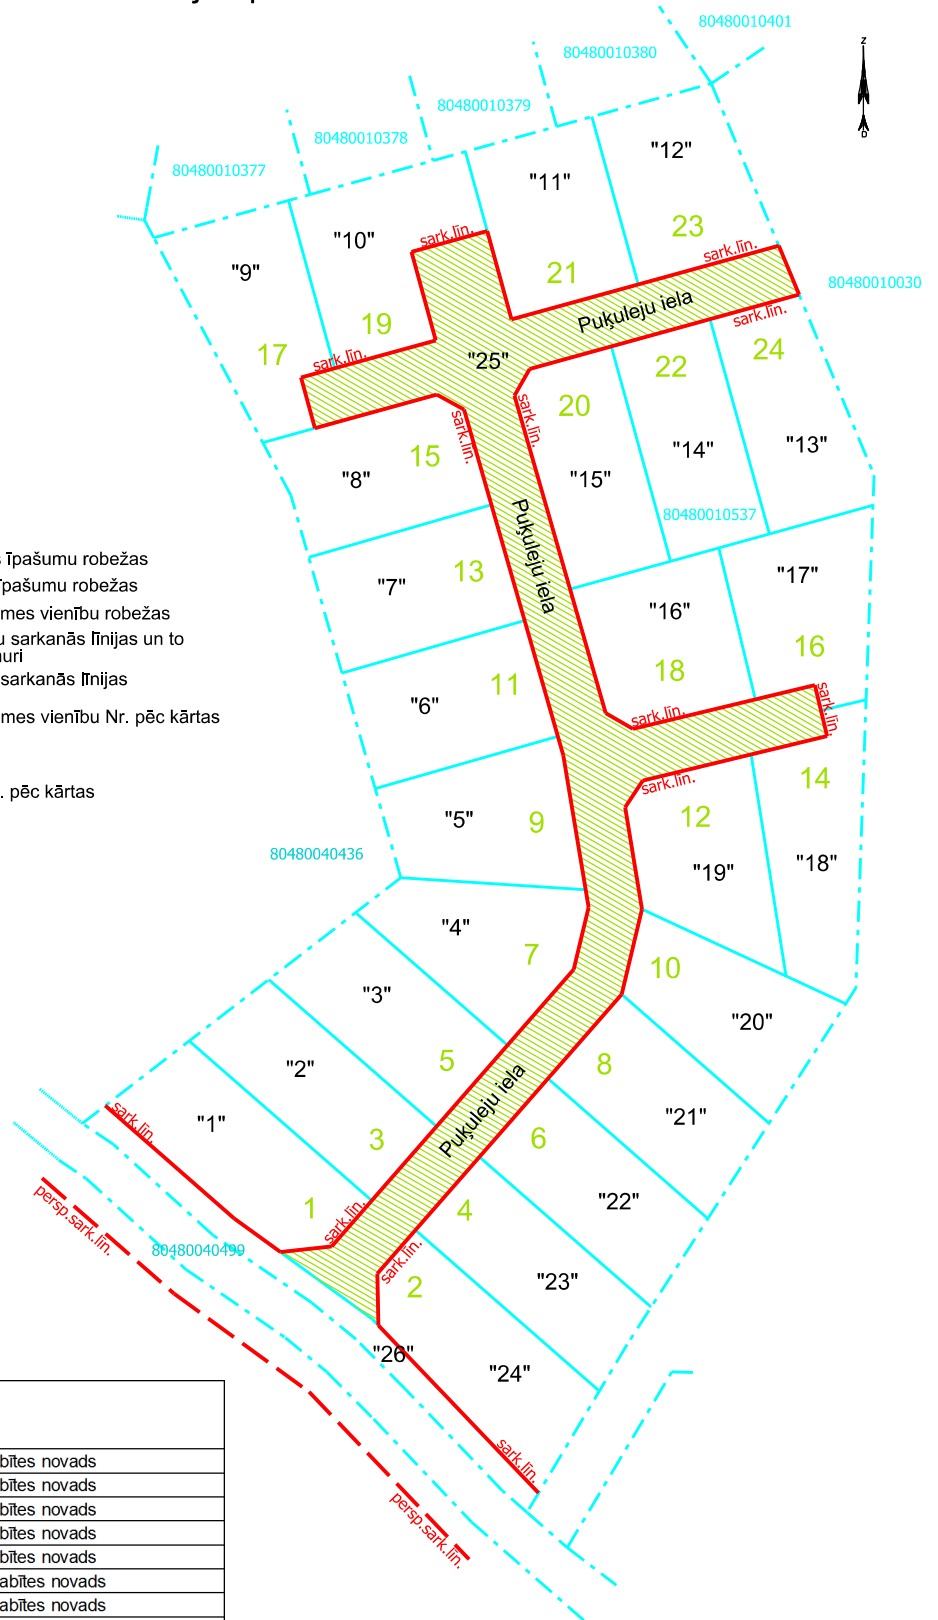 80480010401
80480010380
80480010379
80480010378
80480010377
Z
D
"12"
"11"
"10"
"9"
23
21
19
17
sark.līn.
sark.līn.
sark.līn.
sark.līn.
80480010030
Puķuleju iela
"25"
24
22
20
15
sark.līn.
sark.līn.
"8"
"15"
"14"
"13"
80480010537
Puķuleju iela
13
"7"
"16"
"17"
18
16
11
"6"
sark.līn.
sark.līn.
sark.līn.
14
12
9
"5"
"19"
"18"
80480040436
"4"
7
10
"3"
"20"
5
8
"2"
"21"
Puķuleju iela
"1"
3
6
sark.līn.
"22"
1
4
sark.līn.
persp.sark.līn.
80480040499
sark.līn.
2
"23"
"26"
"24"
sark.līn.
persp.sark.līn.
s īpašumu robežas
īpašumu robežas
mes vienību robežas
u sarkanās līnijas un to
uri
sarkanās līnijas
mes vienību Nr. pēc kārtas
. pēc kārtas
bītes novads
bītes novads
bītes novads
bītes novads
bītes novads
abītes novads
abītes novads